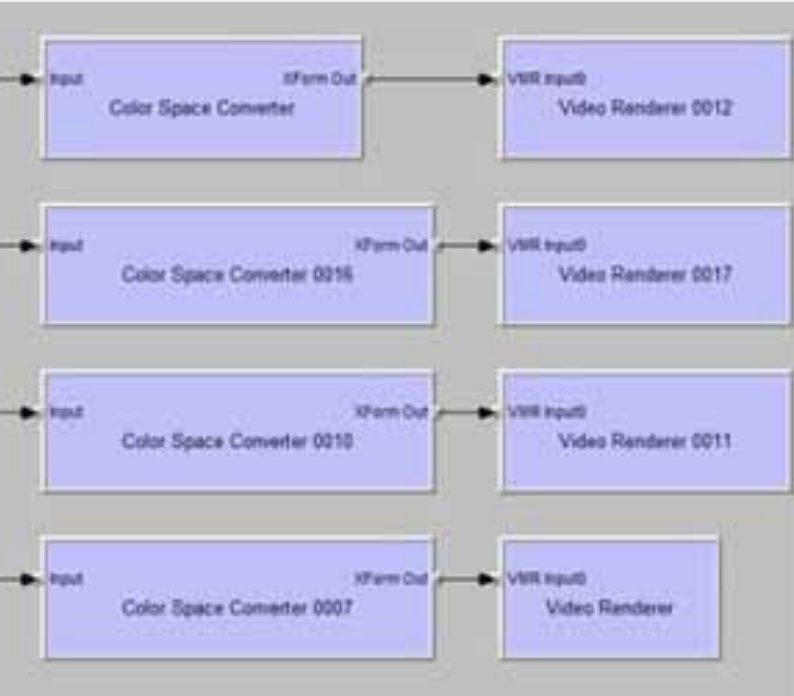 Input XForm Out VMR Input0
Color Space Converter Video Renderer 0012
Input XForm Out VMR Input0
Color Space Converter 0016 Video Renderer 0017
Input XForm Out VMR Input0
Color Space Converter 0010 Video Renderer 0011
Input XForm Out VMR Input0
Color Space Converter 0007 Video Renderer